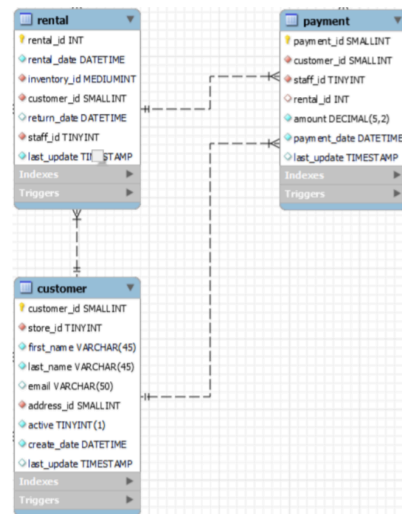 rental
rental_id INT
rental_date DATETIME
inventory_id MEDIUMINT
customer_id SMALLINT
return_date DATETIME
staff_id TINYINT
last_update
Indexes
Triggers
payment
payment_id SMALLINT
customer_id SMALLINT
staff_id TINYINT
rental_id INT
amount DECIMAL(5,2)
payment_date DATETIME
last_update TIMESTAMP
Indexes
Triggers
customer
customer_id SMALLINT
store_id TINYINT
first_name VARCHAR(45)
last_name VARCHAR(45)
email VARCHAR(50)
address_id SMALLINT
active TINYINT(1)
create_date DATETIME
last_update TIMESTAMP
Indexes
Triggers